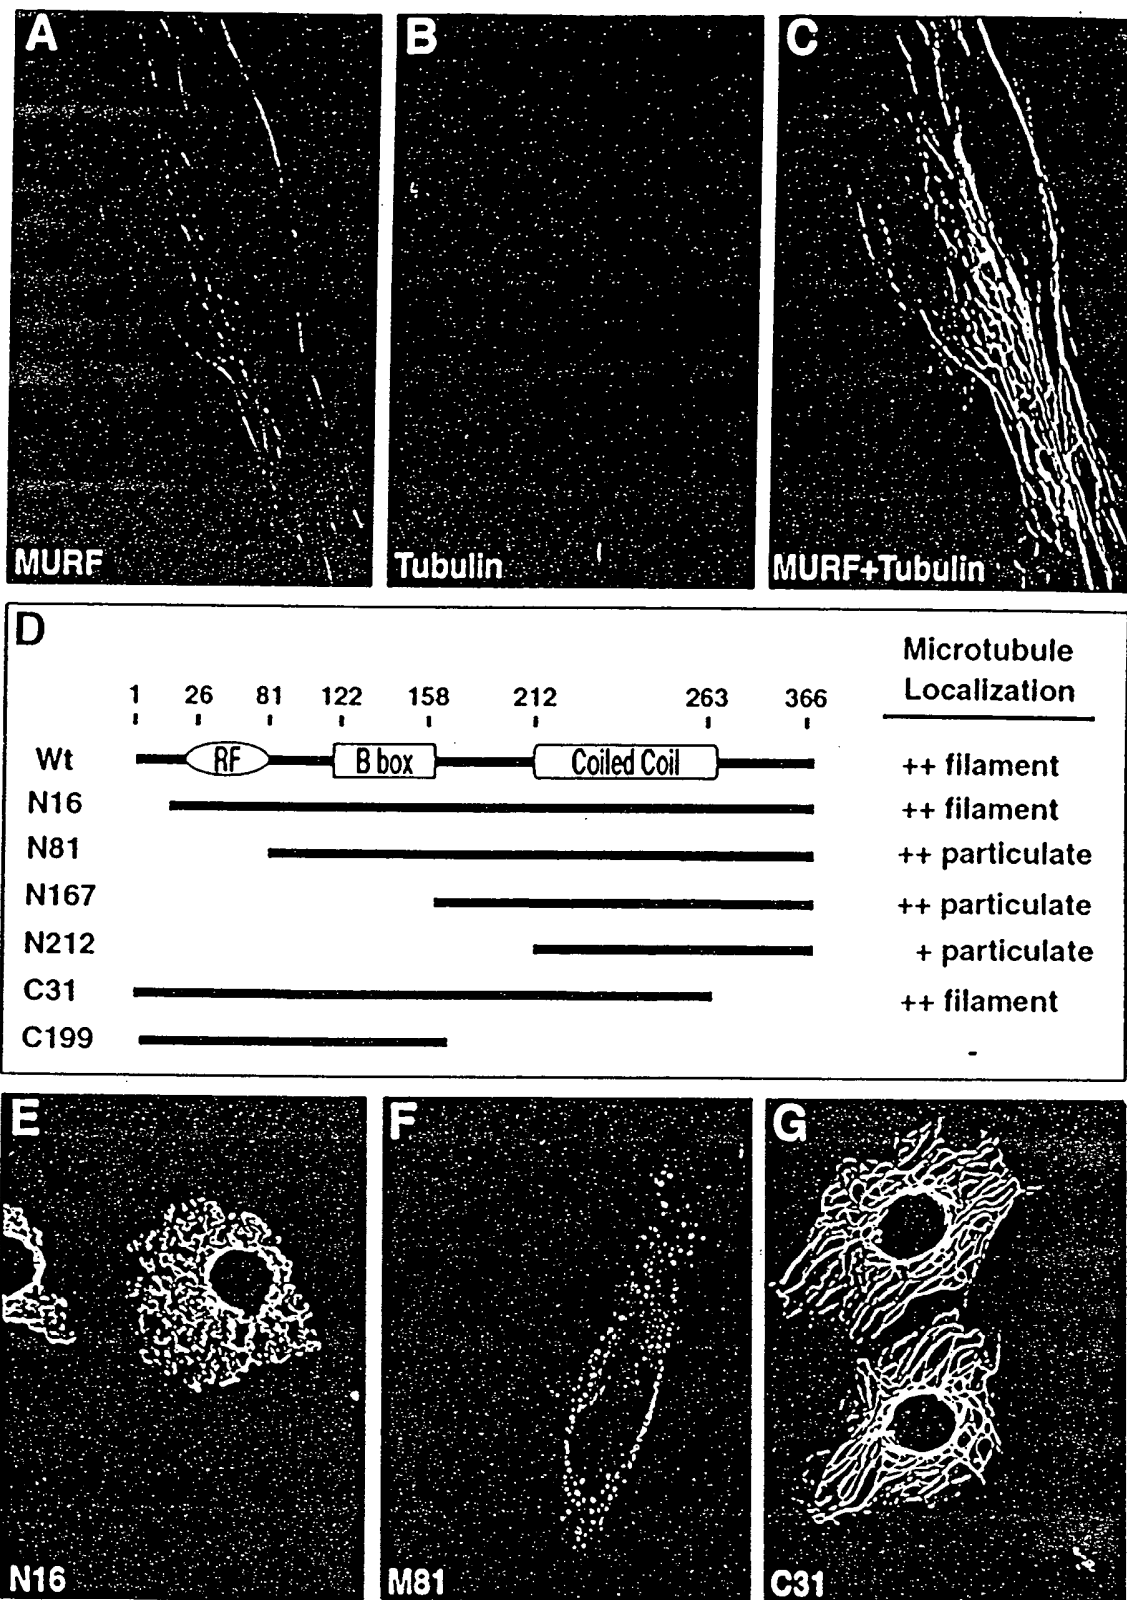 A
B
C
MURF
Tubulin
MURF+Tubulin
D
Microtubule
Localization
1 26 81 122 158 212 263 366
Wt RF B box Coiled Coil ++ filament
N16 ++ filament
N81 ++ particulate
N167 ++ particulate
N212 + particulate
C31 ++ filament
C199 -
E
F
G
N16
M81
C31